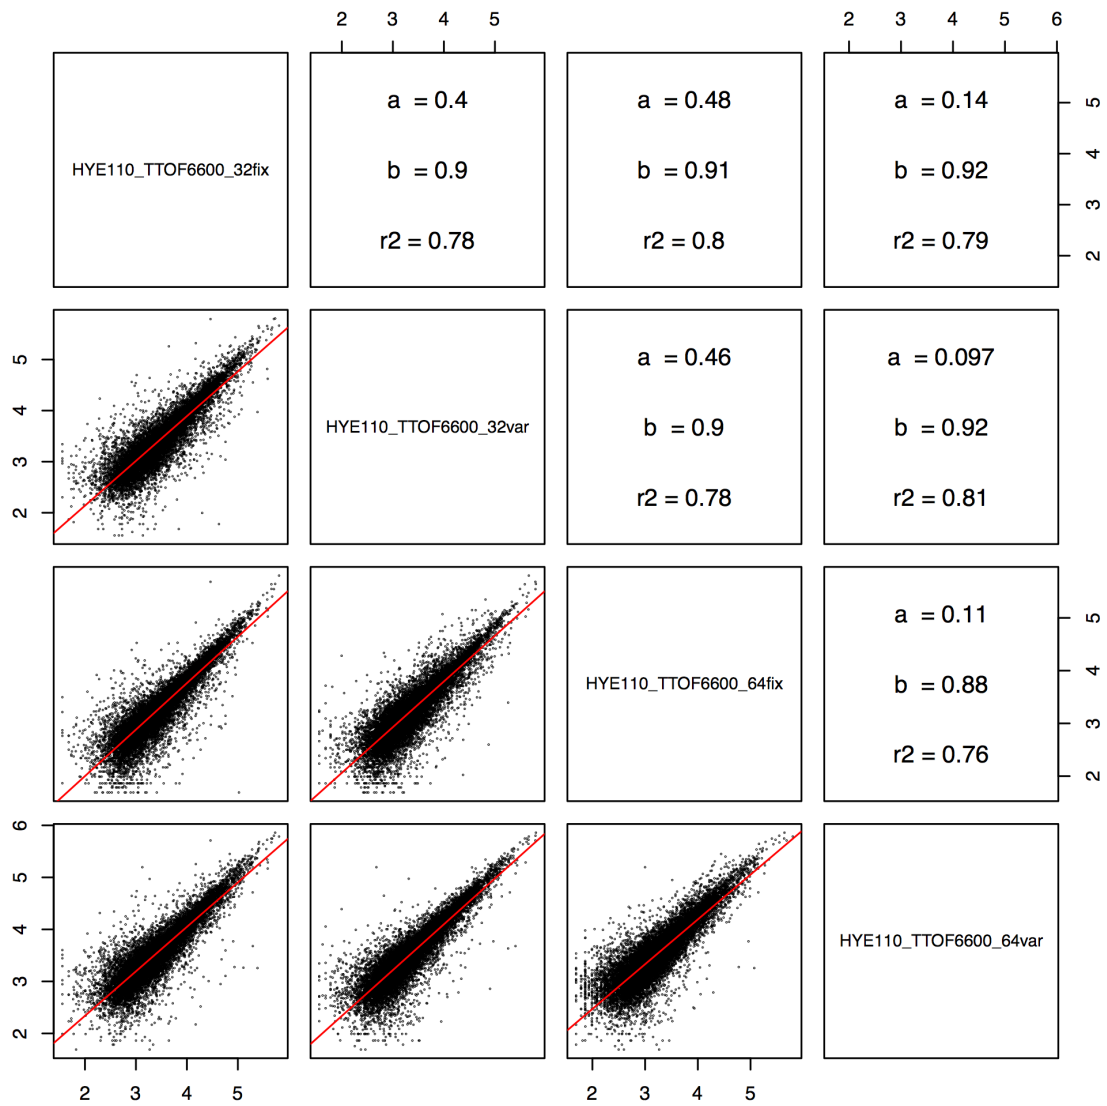 2 3 4 5
2 3 4 5 6
HYE110_TTOF6600_32fix
a = 0.4
b = 0.9
r2 = 0.78
a = 0.48
b = 0.91
r2 = 0.8
a = 0.14
b = 0.92
r2 = 0.79
5
4
3
2
5
4
3
2
HYE110_TTOF6600_32var
a = 0.46
b = 0.9
r2 = 0.78
a = 0.097
b = 0.92
r2 = 0.81
HYE110_TTOF6600_64fix
a = 0.11
b = 0.88
r2 = 0.76
5
4
3
2
6
5
4
3
2
HYE110_TTOF6600_64var
2 3 4 5
2 3 4 5